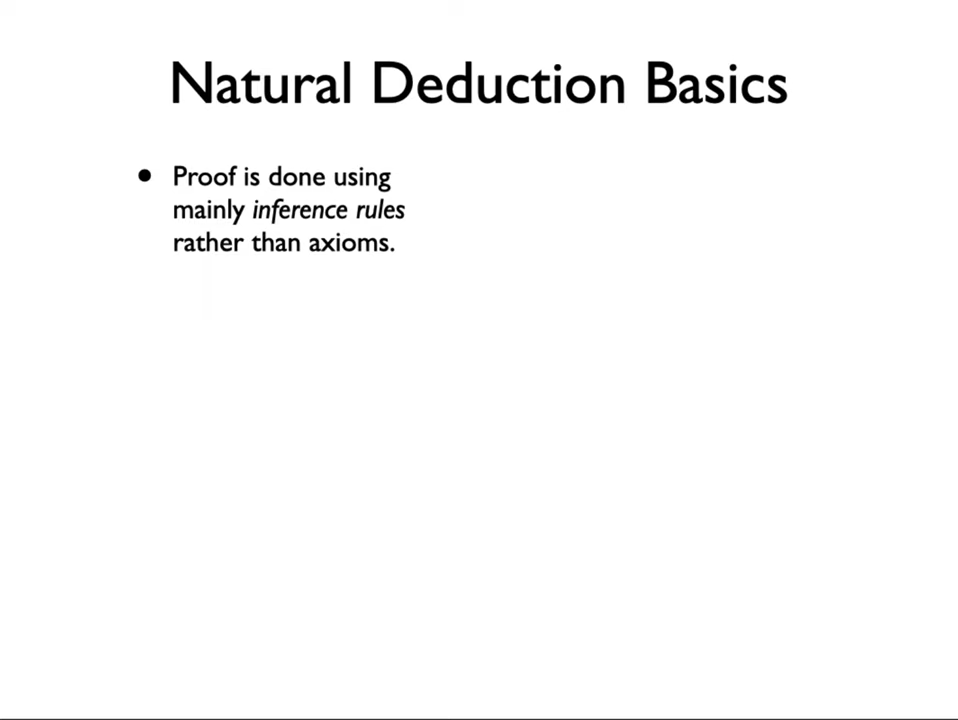 Natural Deduction Basics
• Proof is done using
mainly inference rules
rather than axioms.